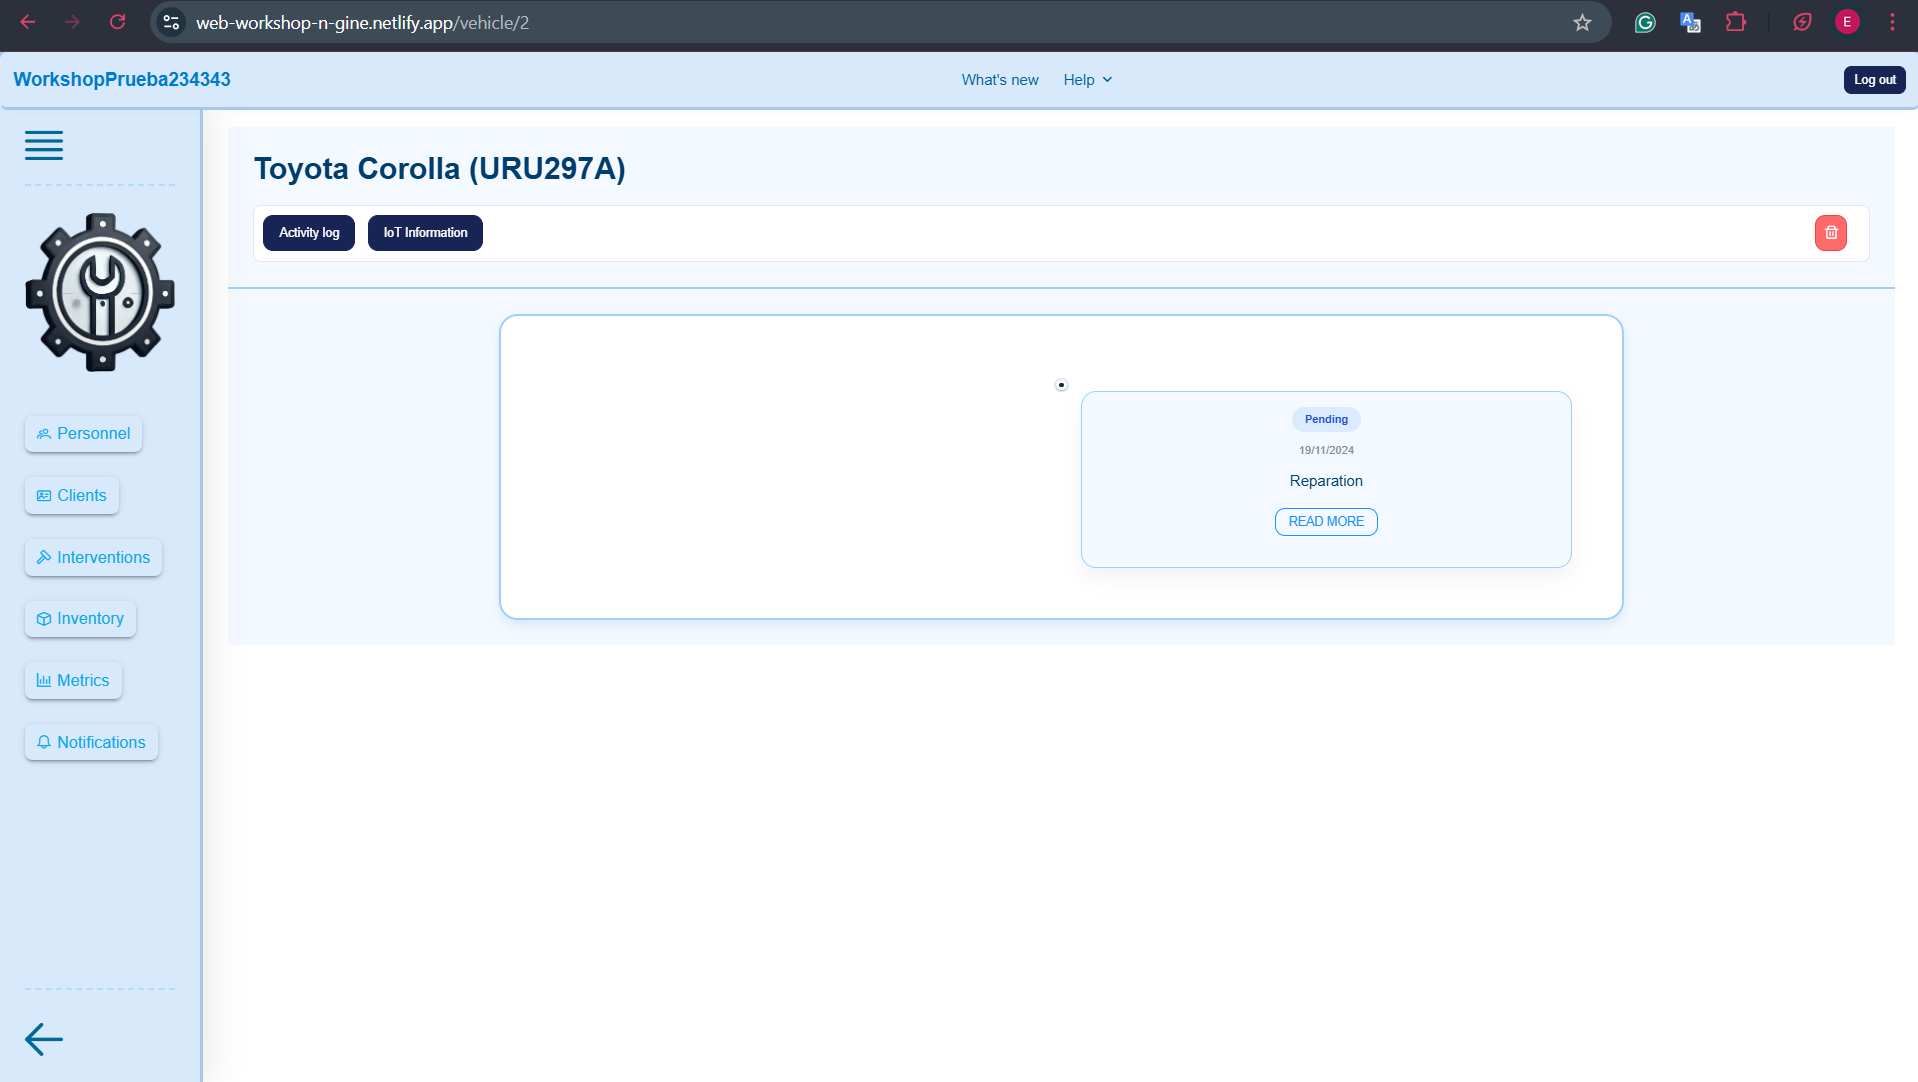 web-workshop-n-gine.netlify.app/vehicle/2
E
WorkshopPrueba234343
What's new
Help
Log out
Toyota Corolla (URU297A)
Activity log
IoT Information
Pending
19/11/2024
Reparation
READ MORE
Personnel
Clients
Interventions
Inventory
Metrics
Notifications